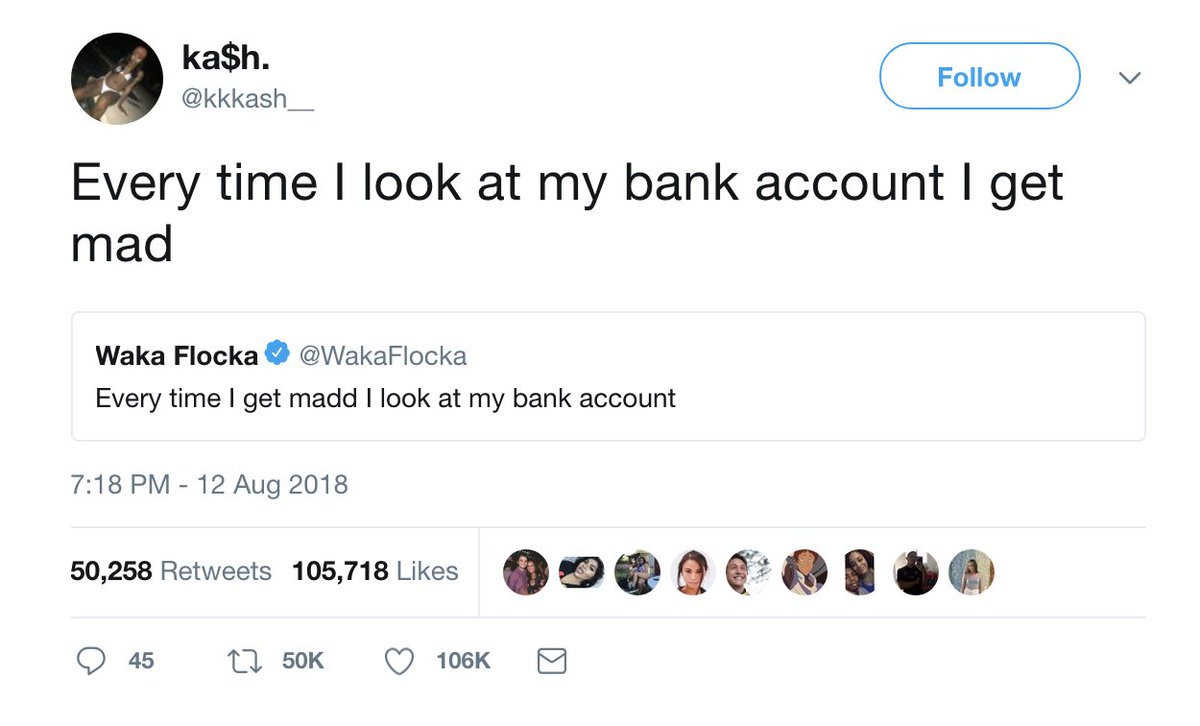 ka$h.
Follow
@kkkash__
Every time I look at my bank account I get
mad
Waka Flocka @WakaFlocka
Every time I get madd I look at my bank account
7:18 PM - 12 Aug 2018
50,258 Retweets 105,718 Likes
45 50K 106K